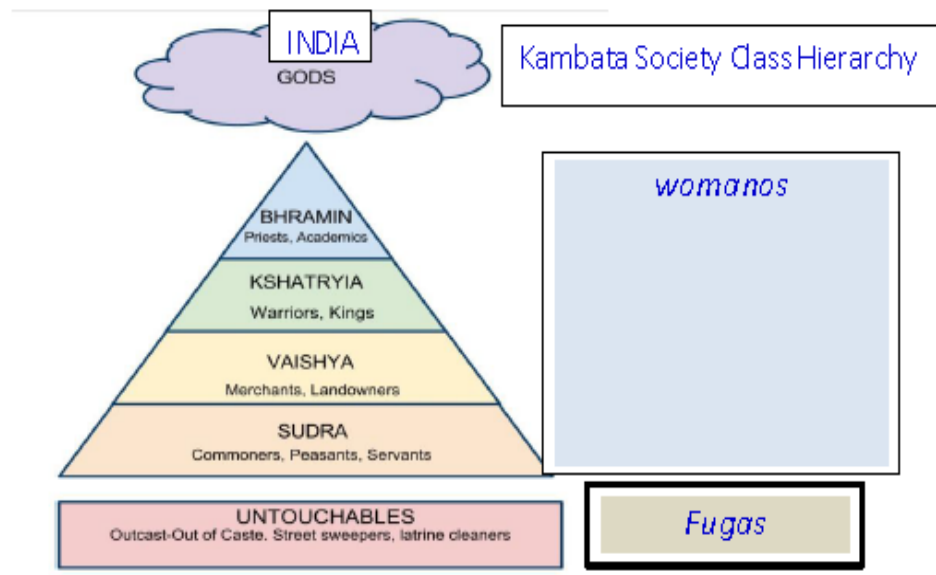 INDIA
GODS
Kambata Society Class Hierarchy
BHRAMIN
Priests, Academics
KSHATRYIA
Warriors, Kings
VAISHYA
Merchants, Landowners
SUDRA
Commoners, Peasants, Servants
womanos
UNTOUCHABLES
Outcast-Out of Caste. Street sweepers, latrine cleaners
Fugas